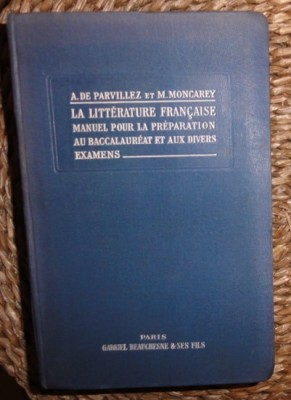 A. DE PARVILLEZ ET M. MONCAREY
LA LITTÉRATURE FRANÇAISE
MANUEL POUR LA PRÉPARATION
AU BACCALAURÉAT ET AUX DIVERS
EXAMENS
PARIS
GABRIEL BEAUCHESNE & SES FILS